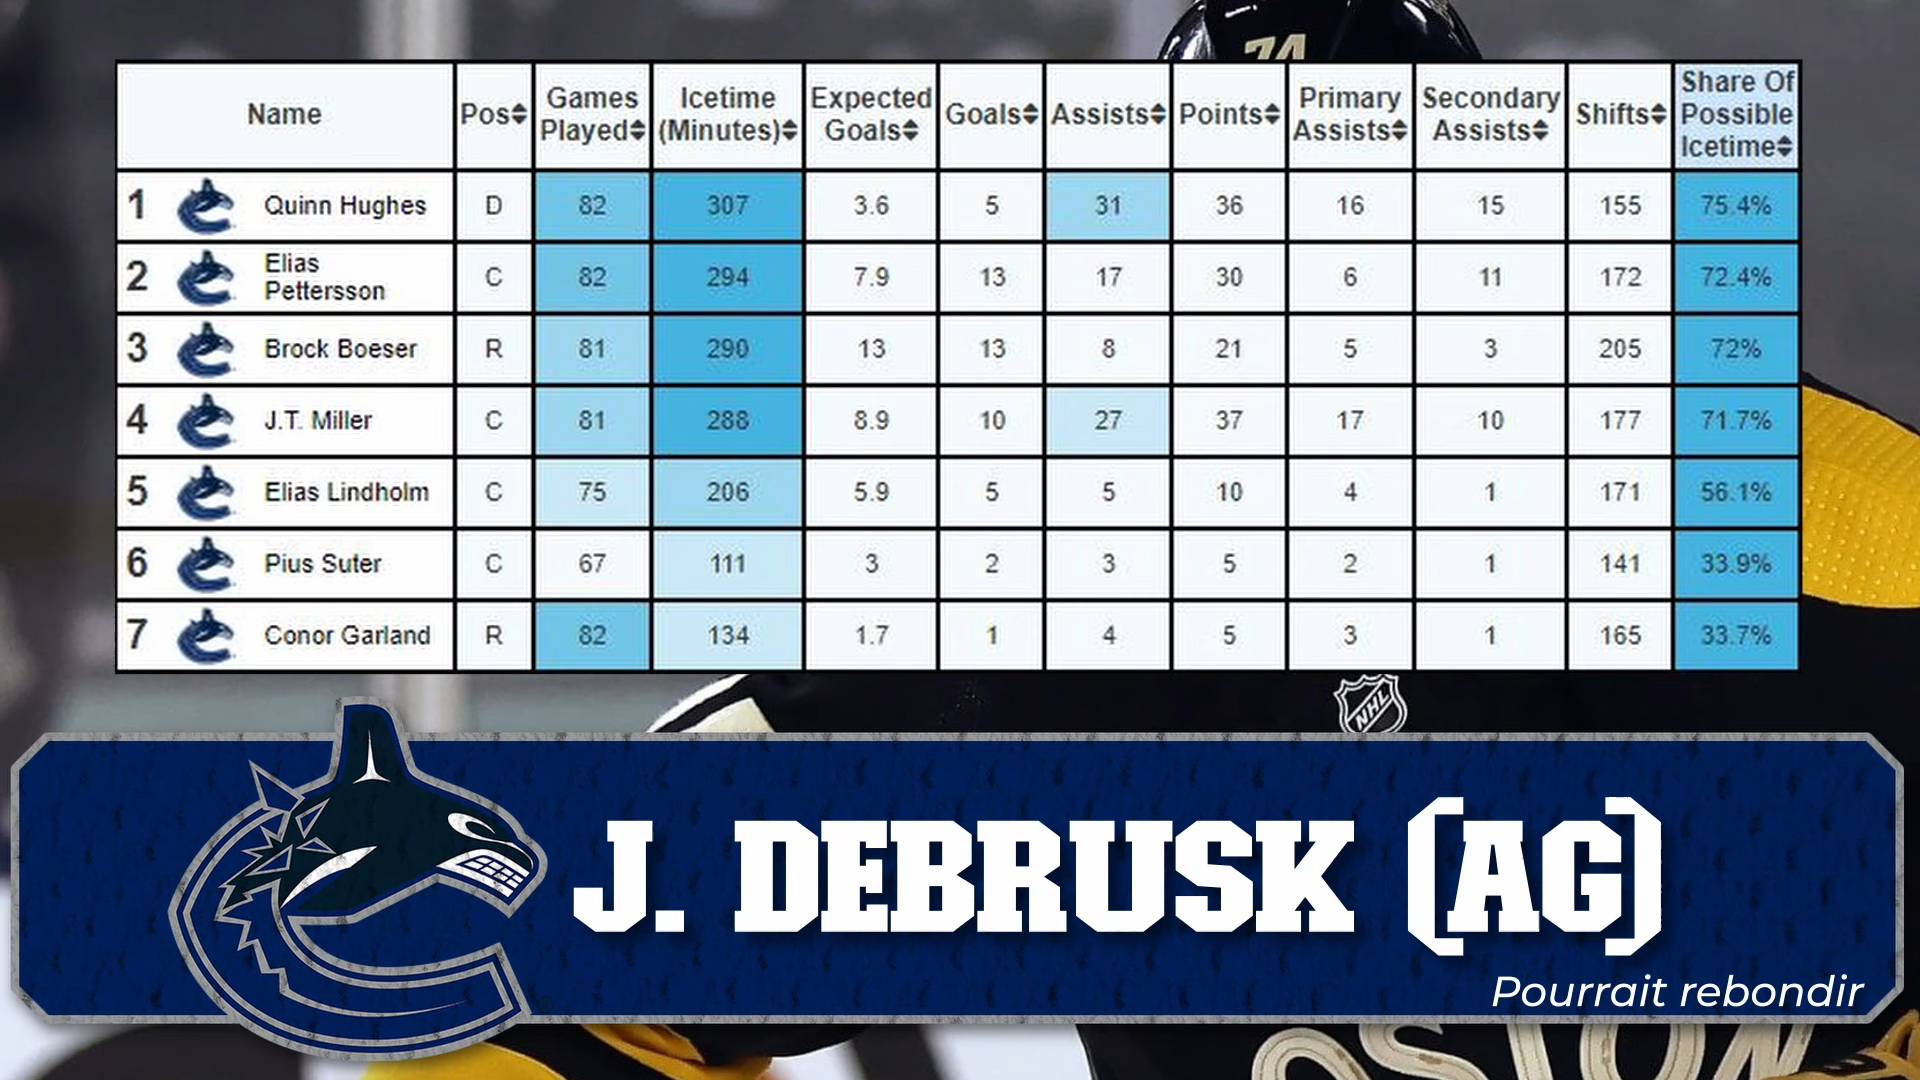 74
Name Pos Games Played Icetime (Minutes) Expected Goals Goals Assists Points Primary Assists Secondary Assists Shifts Share Of Possible Icetime
1 Quinn Hughes D 82 307 3.6 5 31 36 16 15 155 75.4%
2 Elias Pettersson C 82 294 7.9 13 17 30 6 11 172 72.4%
3 Brock Boeser R 81 290 13 13 8 21 5 3 205 72%
4 J.T. Miller C 81 288 8.9 10 27 37 17 10 177 71.7%
5 Elias Lindholm C 75 206 5.9 5 5 10 4 1 171 56.1%
6 Pius Suter C 67 111 3 2 3 5 2 1 141 33.9%
7 Conor Garland R 82 134 1.7 1 4 5 3 1 165 33.7%
NHL
J. DEBRUSK (AG)
Pourrait rebondir
OSTON